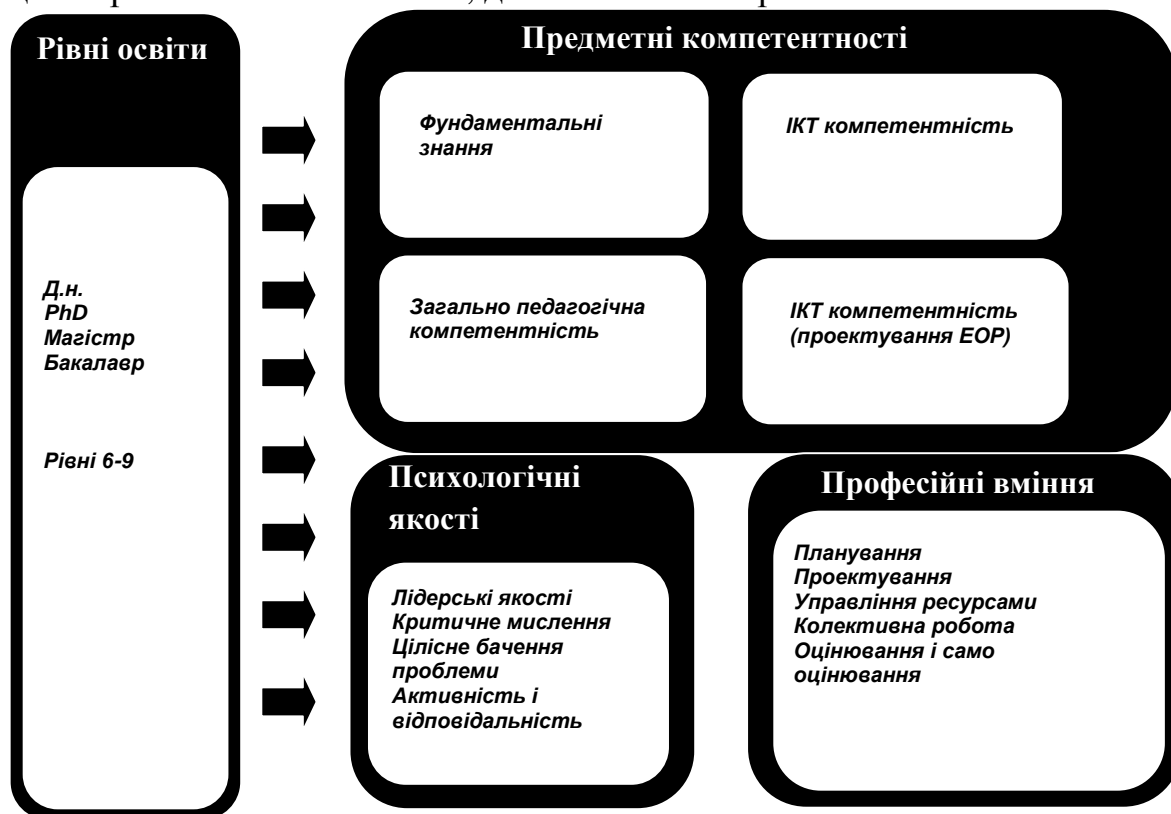 Рівні освіти
Д.н.
PhD
Магістр
Бакалавр
Рівні 6-9
Предметні компетентності
Фундаментальні
знання
ІКТ компетентність
Загально педагогічна
компетентність
ІКТ компетентність
(проектування ЕОР)
Психологічні
якості
Лідерські якості
Критичне мислення
Цілісне бачення
проблеми
Активність і
відповідальність
Професійні вміння
Планування
Проектування
Управління ресурсами
Колективна робота
Оцінювання і само
оцінювання